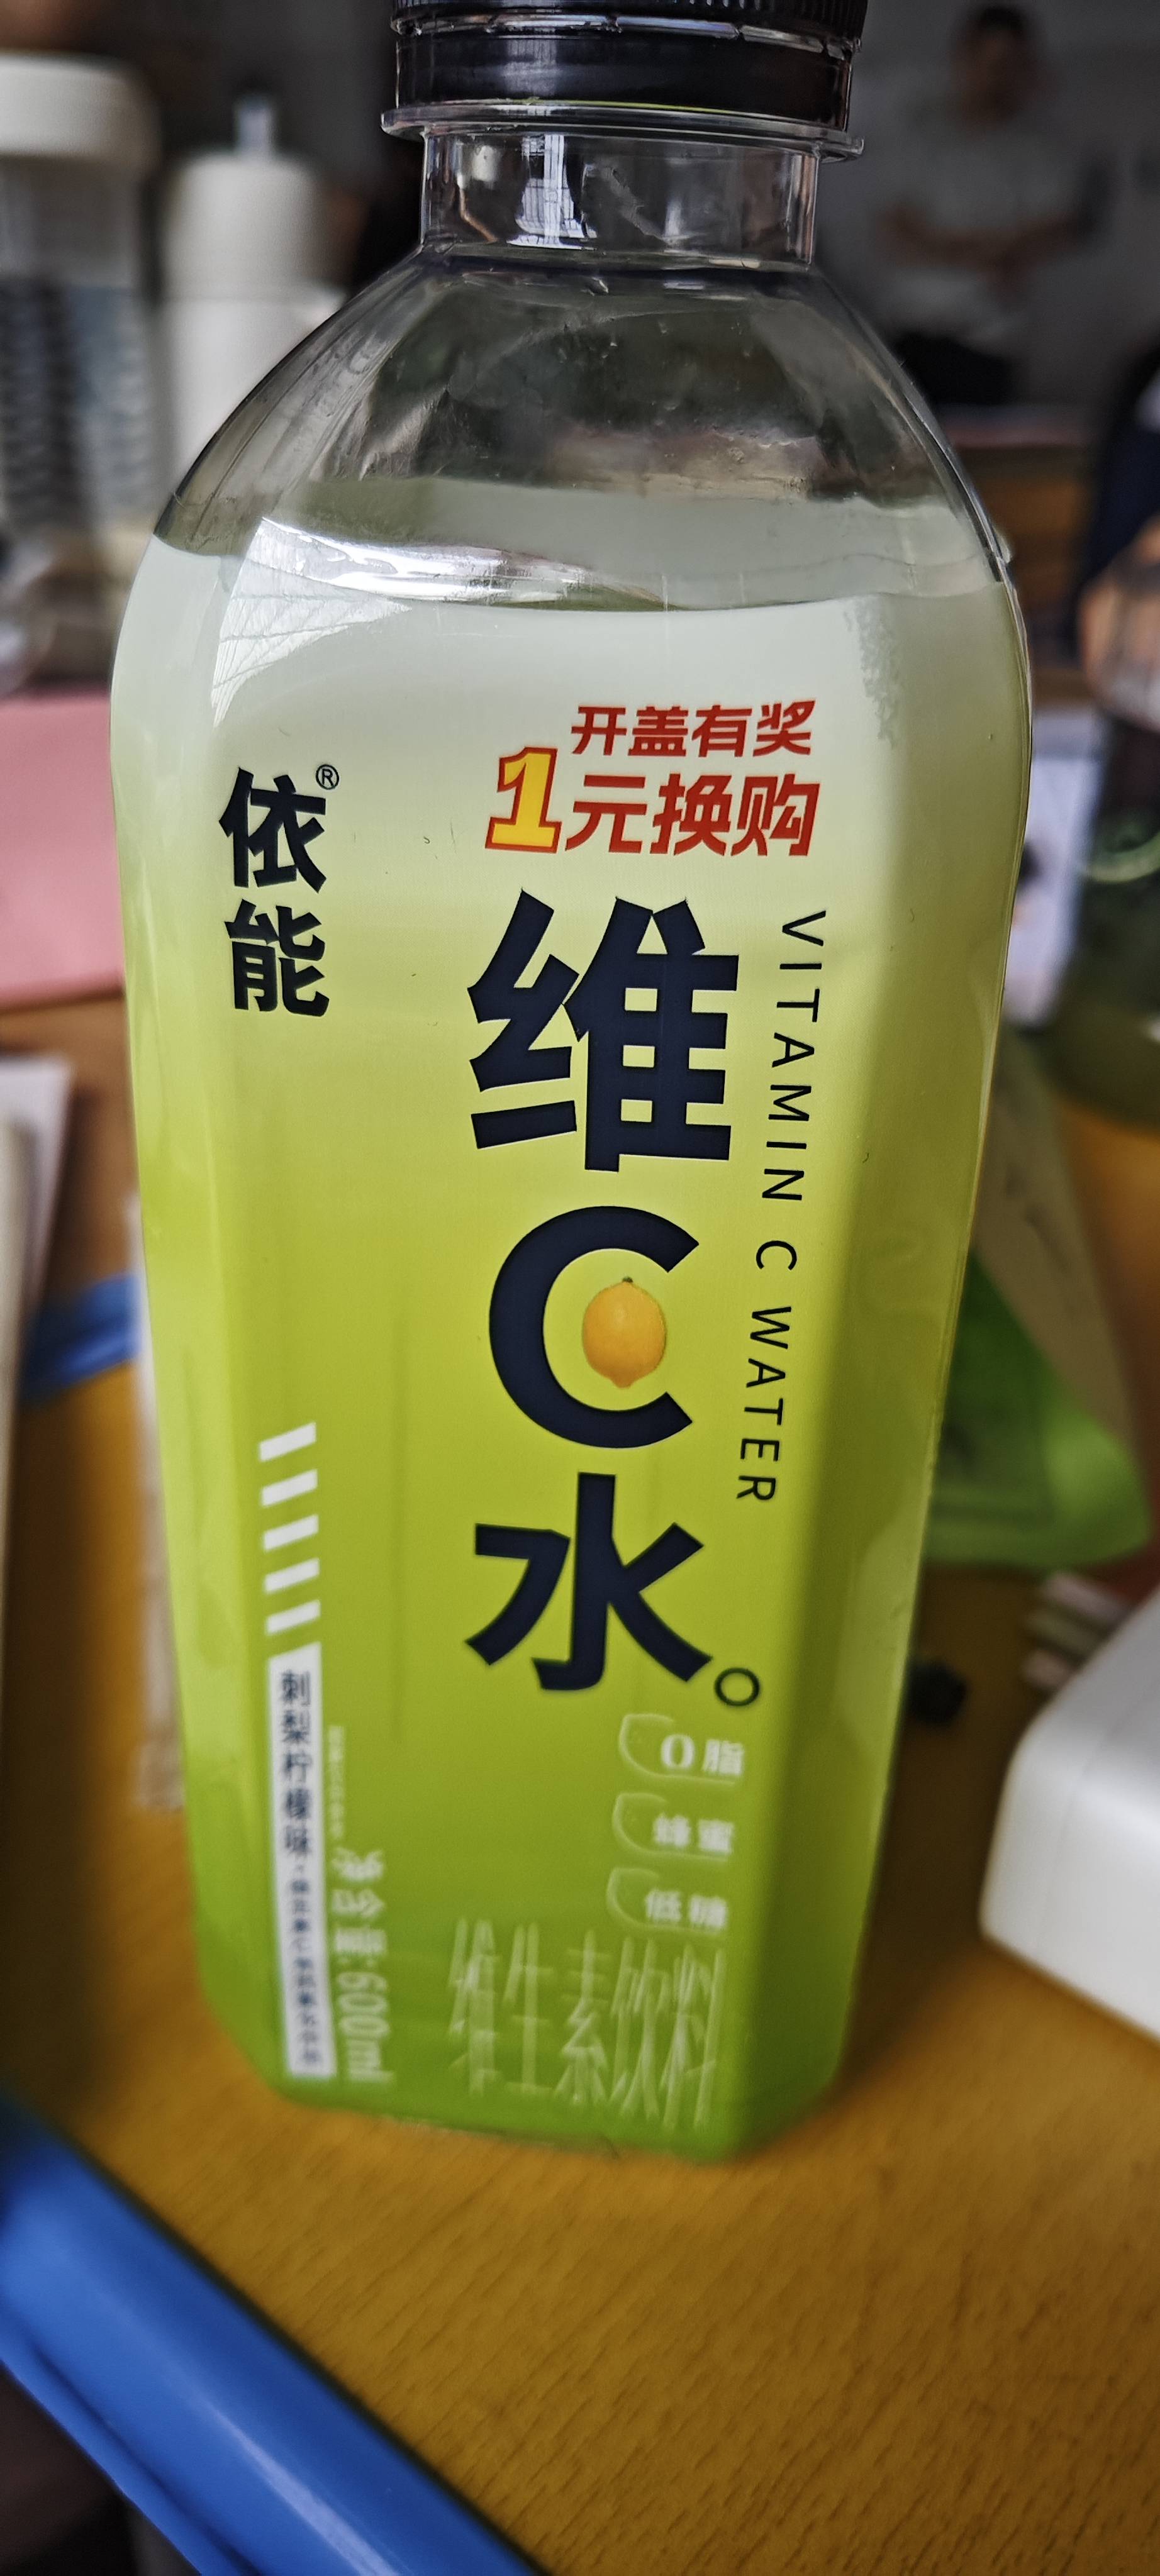 开盖有奖
1元换购
依能®
维C水。
VITAMIN C WATER
0脂
蜂蜜
低糖
刺梨柠檬味
净含量:600ml
维生素饮料